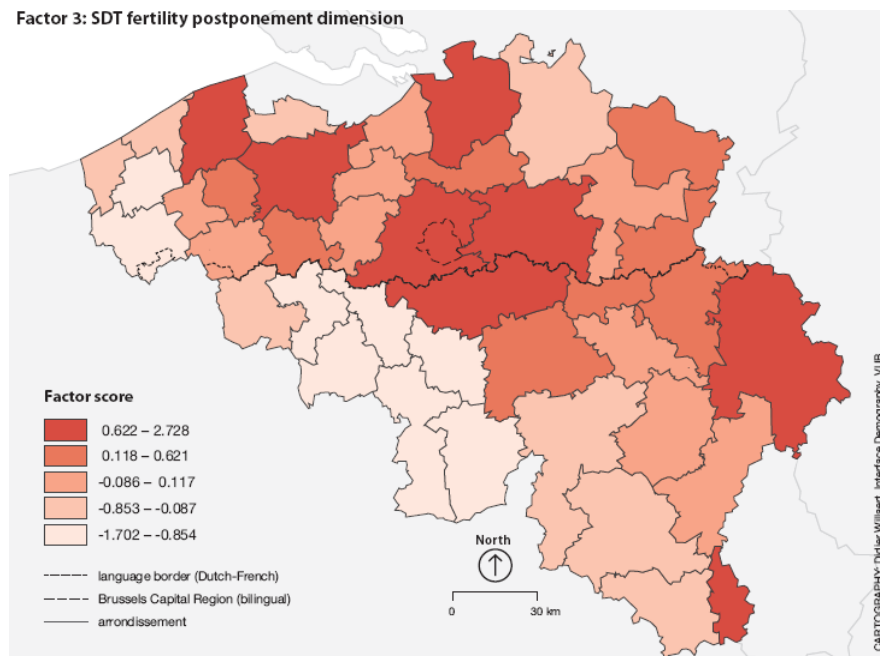 Factor 3: SDT fertility postponement dimension
Factor score
0.622 – 2.728
0.118 – 0.621
-0.086 – 0.117
-0.853 – -0.087
-1.702 – -0.854
language border (Dutch-French)
Brussels Capital Region (bilingual)
arrondissement
North
0 30 km
CARTOGRAPHY: Didier Willaert, Interface Demography, VUB